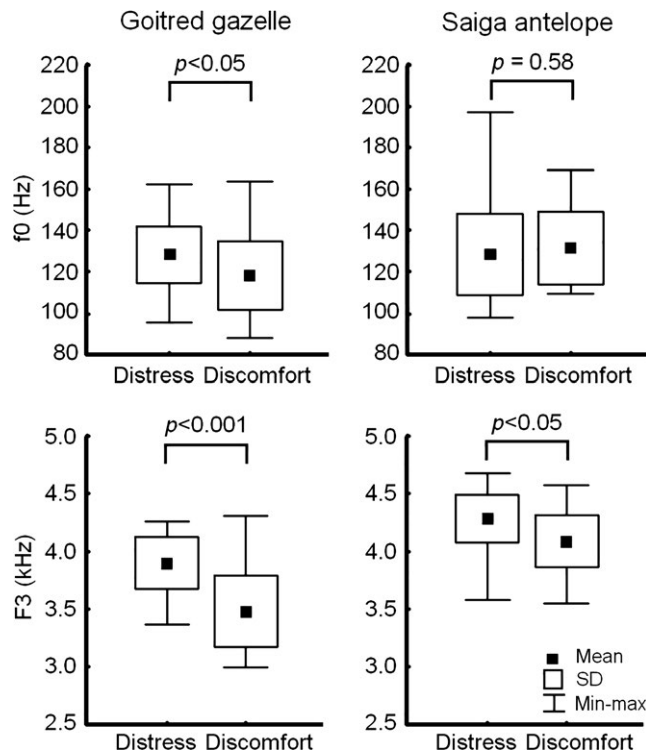 Goitred gazelle
Saiga antelope
p<0.05
p = 0.58
f0 (Hz)
220
200
180
160
140
120
100
80
220
200
180
160
140
120
100
80
Distress Discomfort
Distress Discomfort
p<0.001
p<0.05
F3 (kHz)
5.0
4.5
4.0
3.5
3.0
2.5
5.0
4.5
4.0
3.5
3.0
2.5
Mean
SD
Min-max
Distress Discomfort
Distress Discomfort